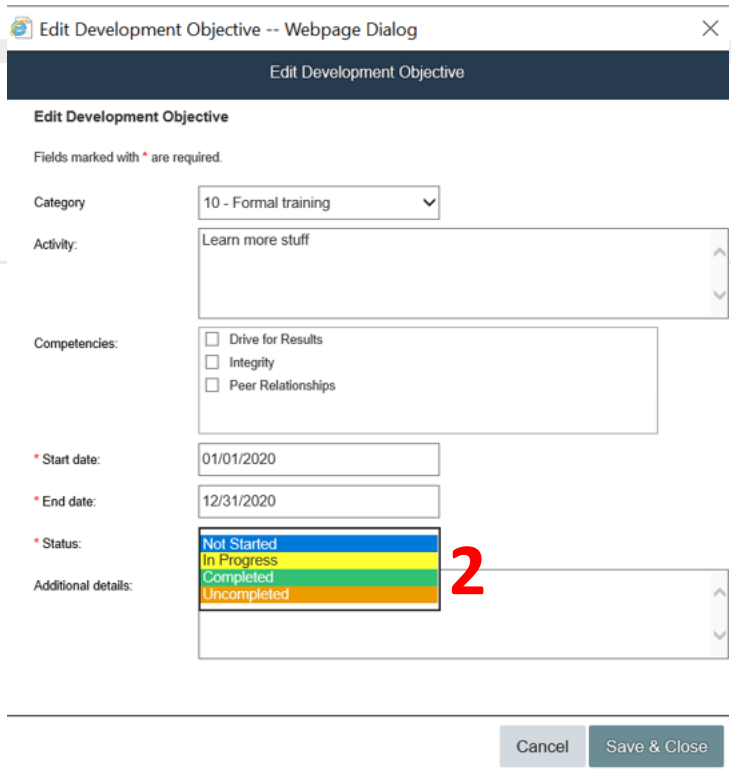 Edit Development Objective -- Webpage Dialog
Edit Development Objective
Edit Development Objective
Fields marked with * are required.
Category
10 - Formal training
Activity:
Learn more stuff
Competencies:
Drive for Results
Integrity
Peer Relationships
* Start date:
01/01/2020
* End date:
12/31/2020
* Status:
Not Started
In Progress
Completed
Uncompleted
2
Additional details:
Cancel
Save & Close